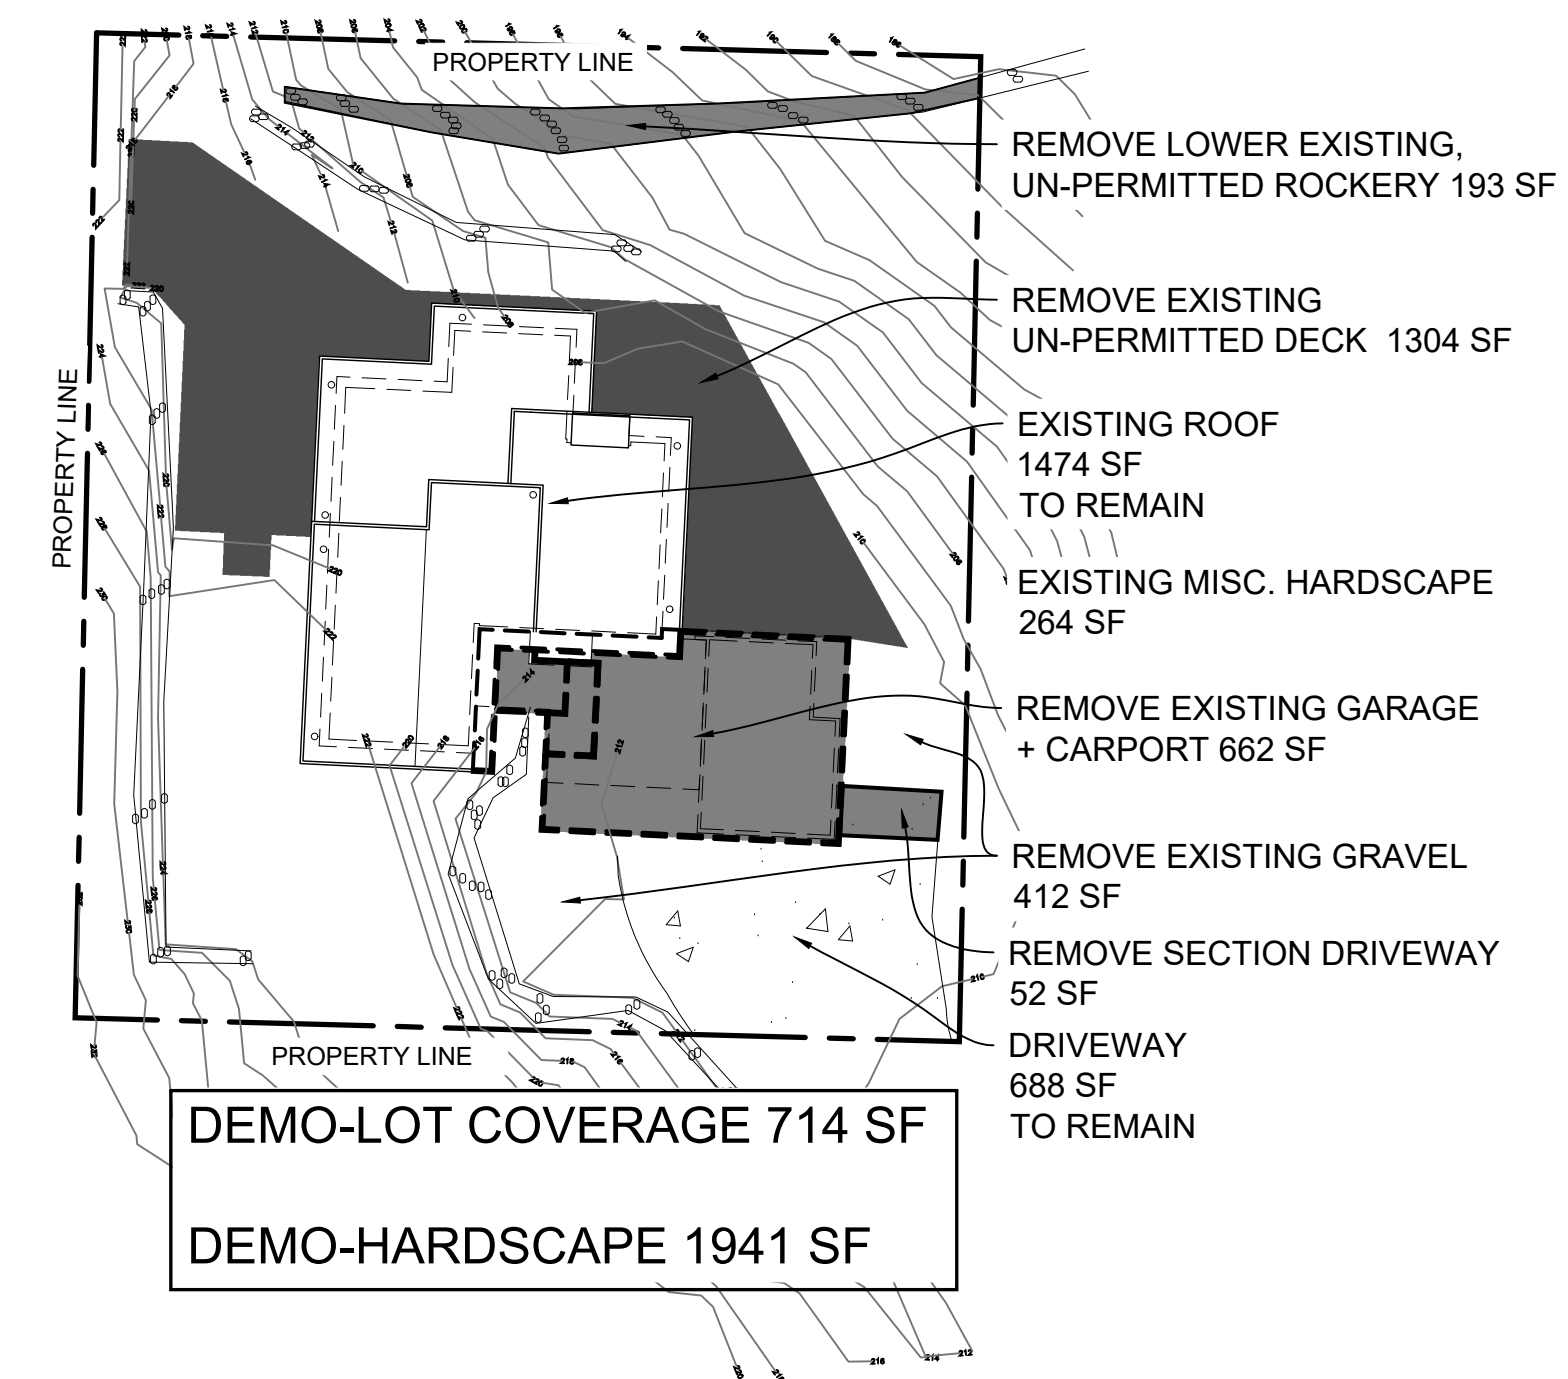 PROPERTY LINE
REMOVE LOWER EXISTING,
UN-PERMITTED ROCKERY 193 SF
REMOVE EXISTING
UN-PERMITTED DECK 1304 SF
EXISTING ROOF
1474 SF
TO REMAIN
PROPERTY LINE
EXISTING MISC. HARDSCAPE
264 SF
REMOVE EXISTING GARAGE
+ CARPORT 662 SF
REMOVE EXISTING GRAVEL
412 SF
REMOVE SECTION DRIVEWAY
52 SF
DRIVEWAY
688 SF
TO REMAIN
PROPERTY LINE
DEMO-LOT COVERAGE 714 SF
DEMO-HARDSCAPE 1941 SF